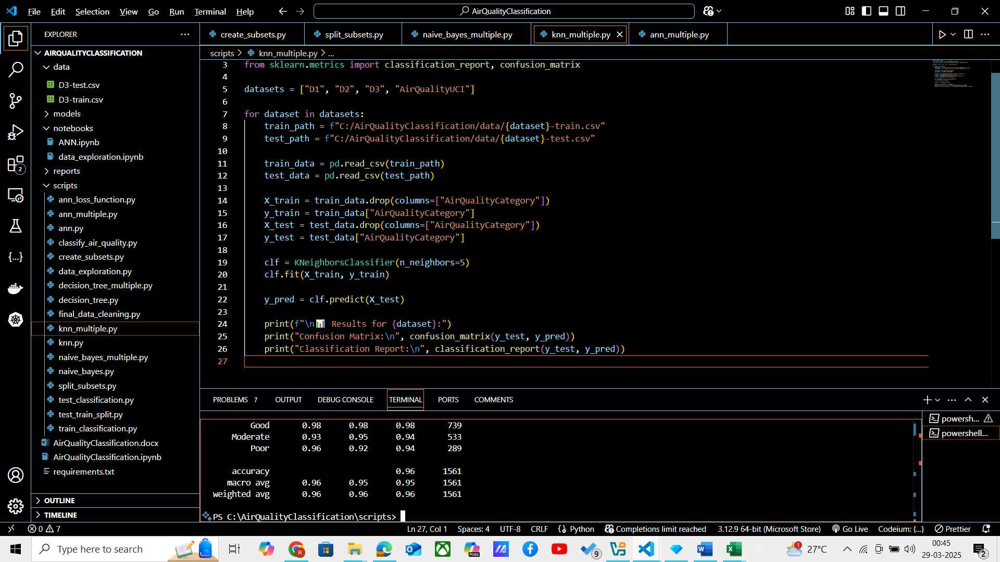 File Edit Selection View Go Run Terminal Help
AirQualityClassification
EXPLORER
AIRQUALITYCLASSIFICATION
data
D3-test.csv
D3-train.csv
models
notebooks
ANN.ipynb
data_exploration.ipynb
reports
scripts
ann_loss_function.py
ann_multiple.py
ann.py
classify_air_quality.py
create_subsets.py
data_exploration.py
decision_tree_multiple.py
decision_tree.py
final_data_cleaning.py
knn_multiple.py
knn.py
naive_bayes_multiple.py
naive_bayes.py
split_subsets.py
test_classification.py
test_train_split.py
train_classification.py
AirQualityClassification.docx
AirQualityClassification.ipynb
requirements.txt
OUTLINE
TIMELINE
2
create_subsets.py split_subsets.py naive_bayes_multiple.py knn_multiple.py ann_multiple.py
scripts > knn_multiple.py > ...
3 from sklearn.metrics import classification_report, confusion_matrix
4
5 datasets = ["D1", "D2", "D3", "AirQualityUCI"]
6
7 for dataset in datasets:
8 train_path = f"C:/AirQualityClassification/data/{dataset}-train.csv"
9 test_path = f"C:/AirQualityClassification/data/{dataset}-test.csv"
10
11 train_data = pd.read_csv(train_path)
12 test_data = pd.read_csv(test_path)
13
14 X_train = train_data.drop(columns=["AirQualityCategory"])
15 y_train = train_data["AirQualityCategory"]
16 X_test = test_data.drop(columns=["AirQualityCategory"])
17 y_test = test_data["AirQualityCategory"]
18
19 clf = KNeighborsClassifier(n_neighbors=5)
20 clf.fit(X_train, y_train)
21
22 y_pred = clf.predict(X_test)
23
24 print(f"\n📊 Results for {dataset}:")
25 print("Confusion Matrix:\n", confusion_matrix(y_test, y_pred))
26 print("Classification Report:\n", classification_report(y_test, y_pred))
27
PROBLEMS 7 OUTPUT DEBUG CONSOLE TERMINAL PORTS COMMENTS
Good 0.98 0.98 0.98 739
Moderate 0.93 0.95 0.94 533
Poor 0.96 0.92 0.94 289
accuracy 0.96 1561
macro avg 0.96 0.95 0.95 1561
weighted avg 0.96 0.96 0.96 1561
PS C:\AirQualityClassification\scripts>
powersh...
powershell...
0 7 Ln 27, Col 1 Spaces: 4 UTF-8 CRLF Python Completions limit reached 3.12.9 64-bit (Microsoft Store) Go Live Codeium: {...} Prettier
Type here to search
M365
9
1
27°C
00:45
29-03-2025
2